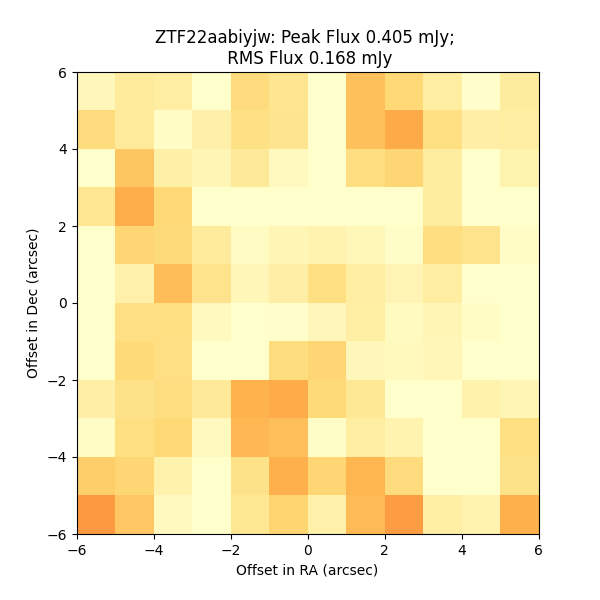 ZTF22aabiyjw: Peak Flux 0.405 mJy;
RMS Flux 0.168 mJy
6
4
2
0
−2
−4
−6
Offset in Dec (arcsec)
−6 −4 −2 0 2 4 6
Offset in RA (arcsec)